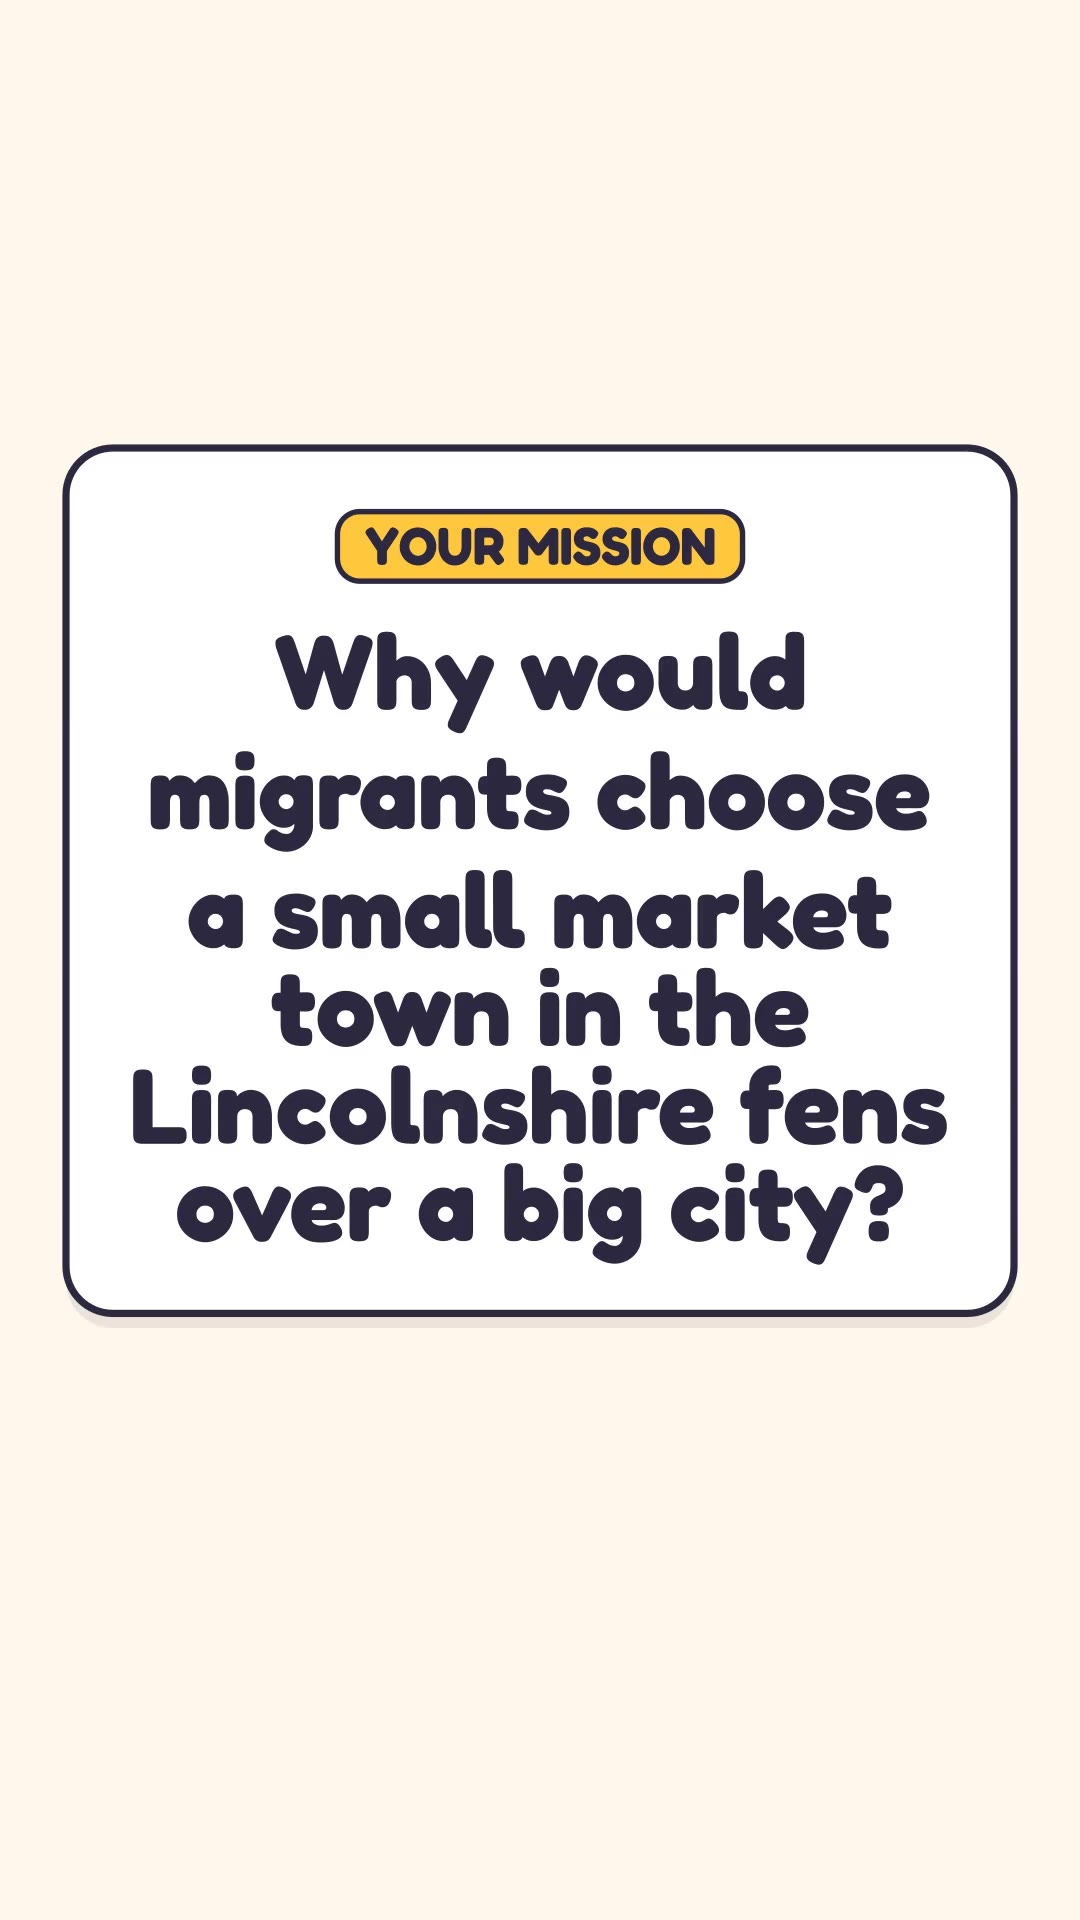 YOUR MISSION
Why would
migrants choose
a small market
town in the
Lincolnshire fens
over a big city?